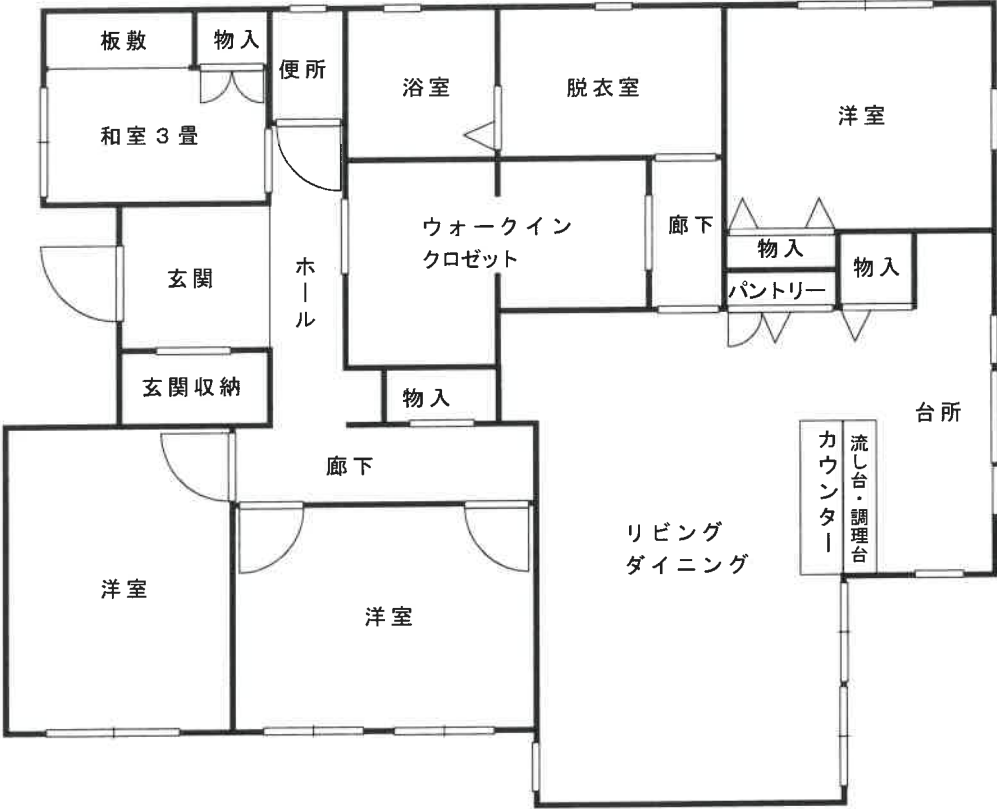 板敷
物入
便所
浴室
脱衣室
洋室
和室３畳
ウォークイン
クロゼット
廊下
物入
物入
パントリー
玄関
ホール
玄関収納
物入
台所
廊下
カウンター
流し台・調理台
リビング
ダイニング
洋室
洋室